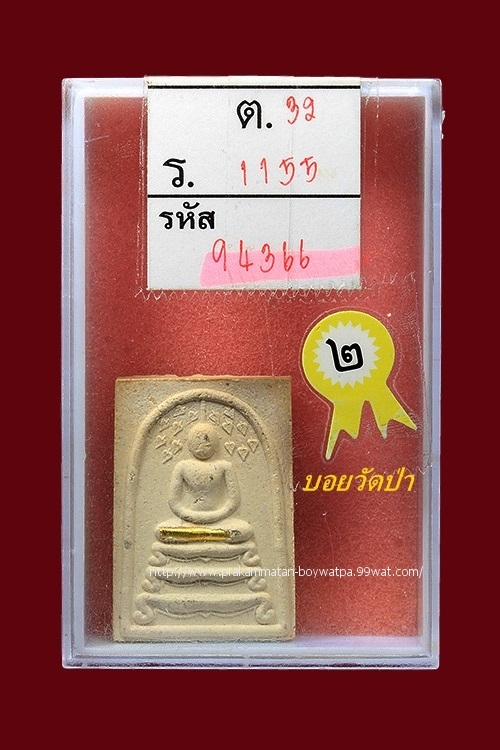 ต. 32
ร. 1155
รหัส
94366
๒
บอยวัดป่า
http://www.prakammatan-boywatpa.99wat.com/